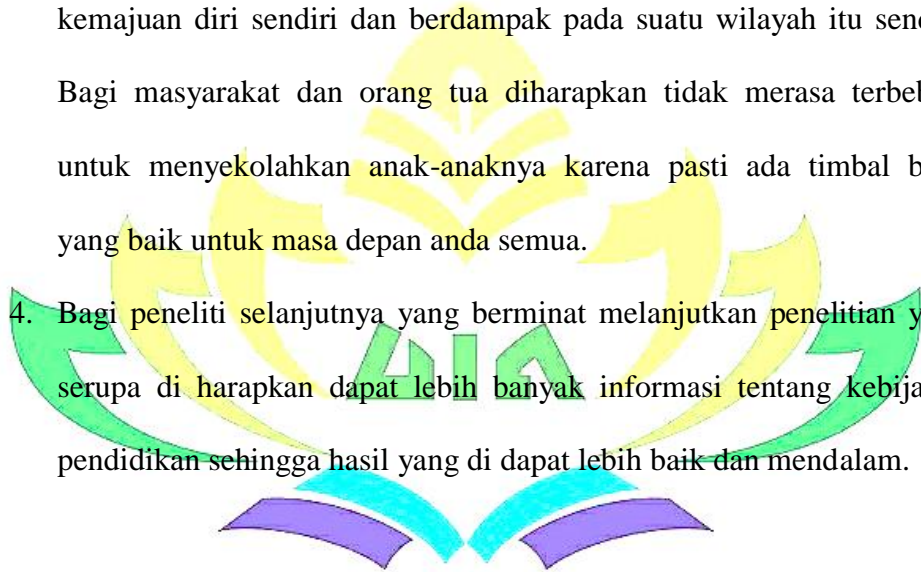 kemajuan diri sendiri dan berdampak pada suatu wilayah itu
Bagi masyarakat dan orang tua diharapkan tidak merasa
untuk menyekolahkan anak-anaknya karena pasti ada timbal
yang baik untuk masa depan anda semua.
4. Bagi peneliti selanjutnya yang berminat melanjutkan penelitian
serupa di harapkan dapat lebih banyak informasi tentang
pendidikan sehingga hasil yang di dapat lebih baik dan mendalam.